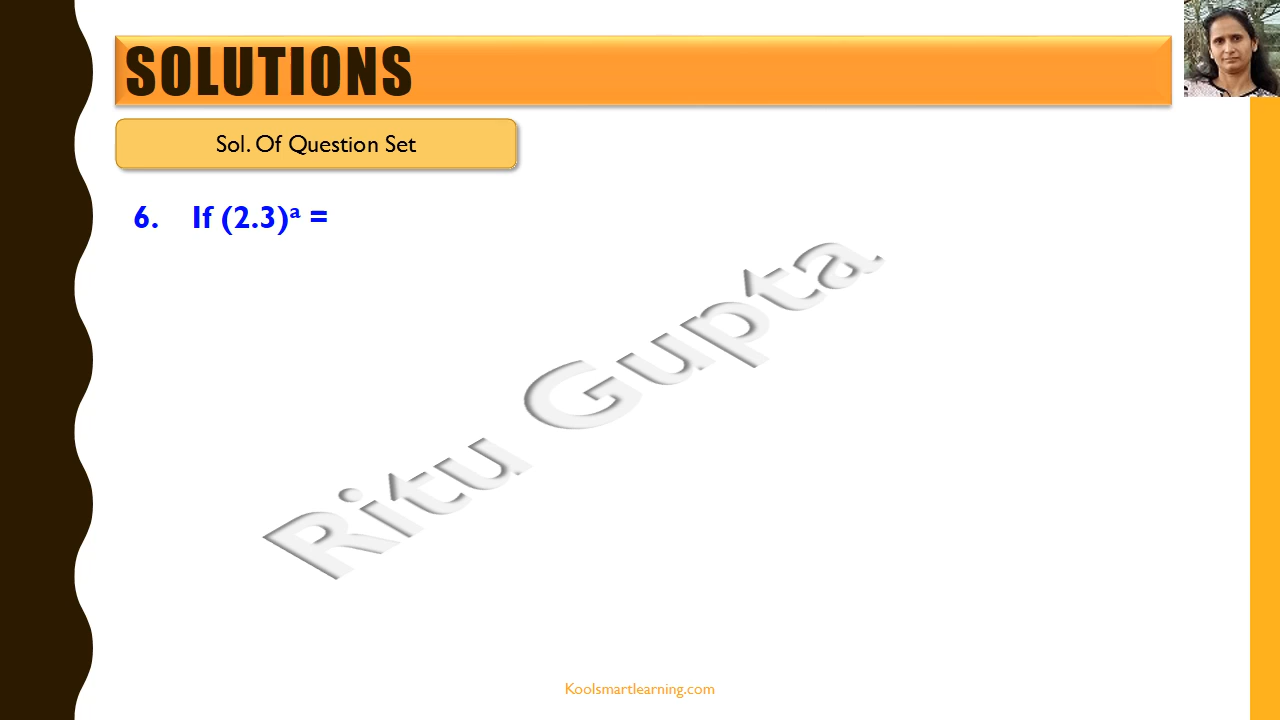 SOLUTIONS
Sol. Of Question Set
6. If (2.3)ᵃ =
Ritu Gupta
Koolsmartlearning.com